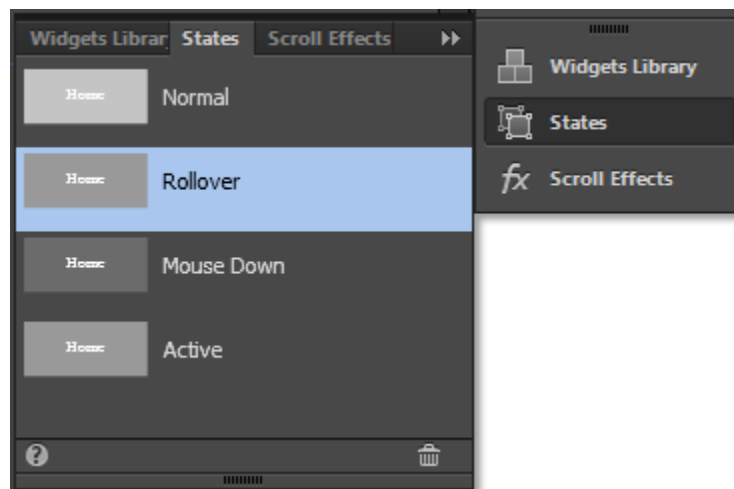 Widgets Librar States Scroll Effects
Home Normal
Home Rollover
Home Mouse Down
Home Active
?
Widgets Library
States
fx Scroll Effects